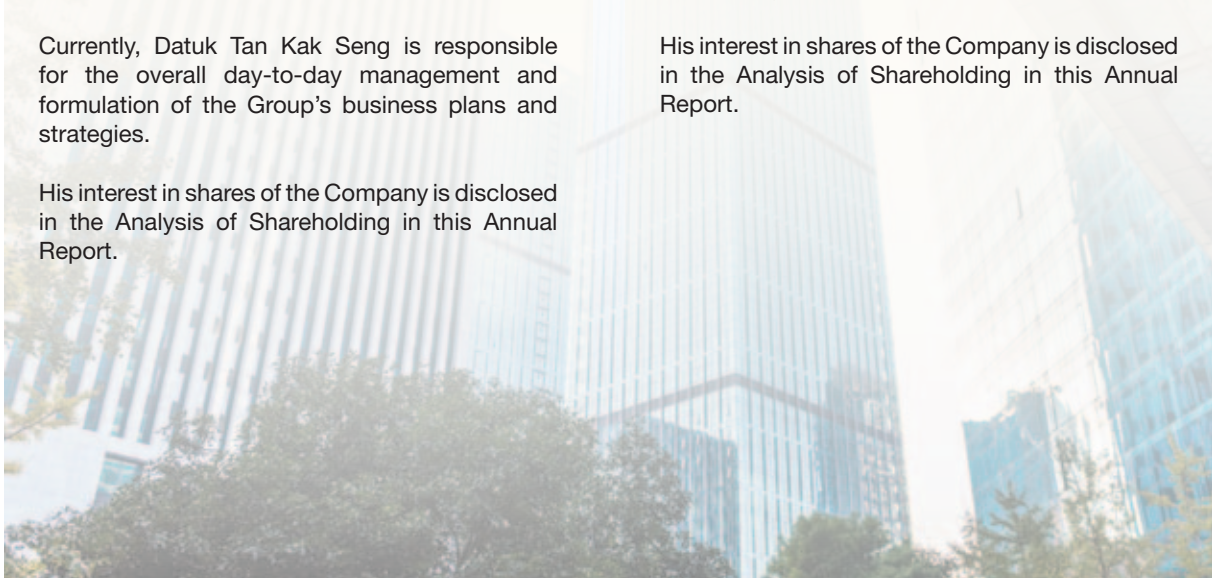 Currently, Datuk Tan Kak Seng is responsible
for the overall day-to-day management and
formulation of the Group's business plans and
strategies.
His interest in shares of the Company is disclosed
in the Analysis of Shareholding in this Annual
Report.
His interest in shares of the Company is disclosed
in the Analysis of Shareholding in this Annual
Report.